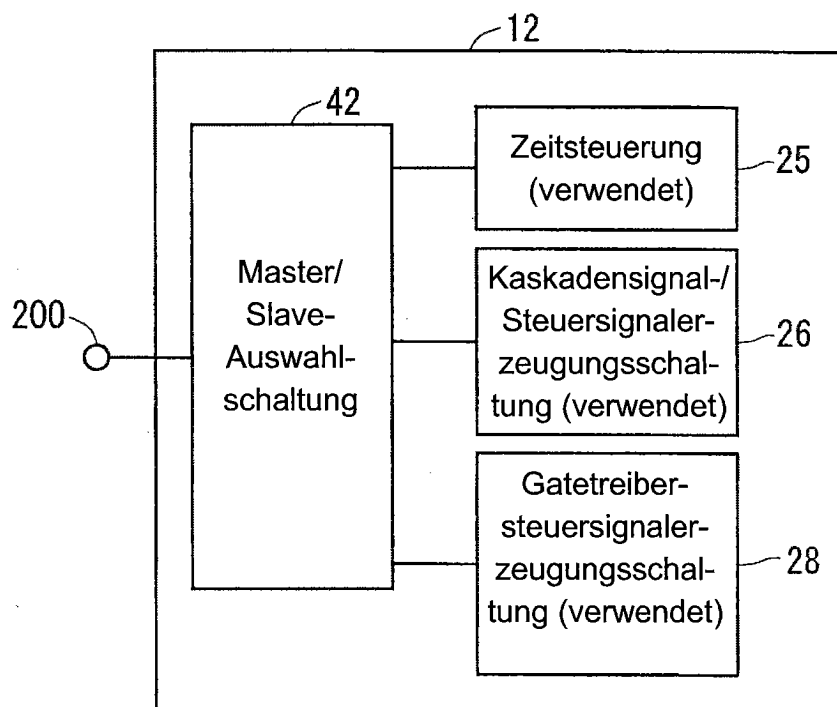 12
42
Zeitsteuerung
(verwendet)
25
Master/
Slave-
Auswahl-
schaltung
200
Kaskadensignal-/
Steuersignaler-
zeugungsschal-
tung (verwendet)
26
Gatetreiber-
steuersignaler-
zeugungsschal-
tung (verwendet)
28